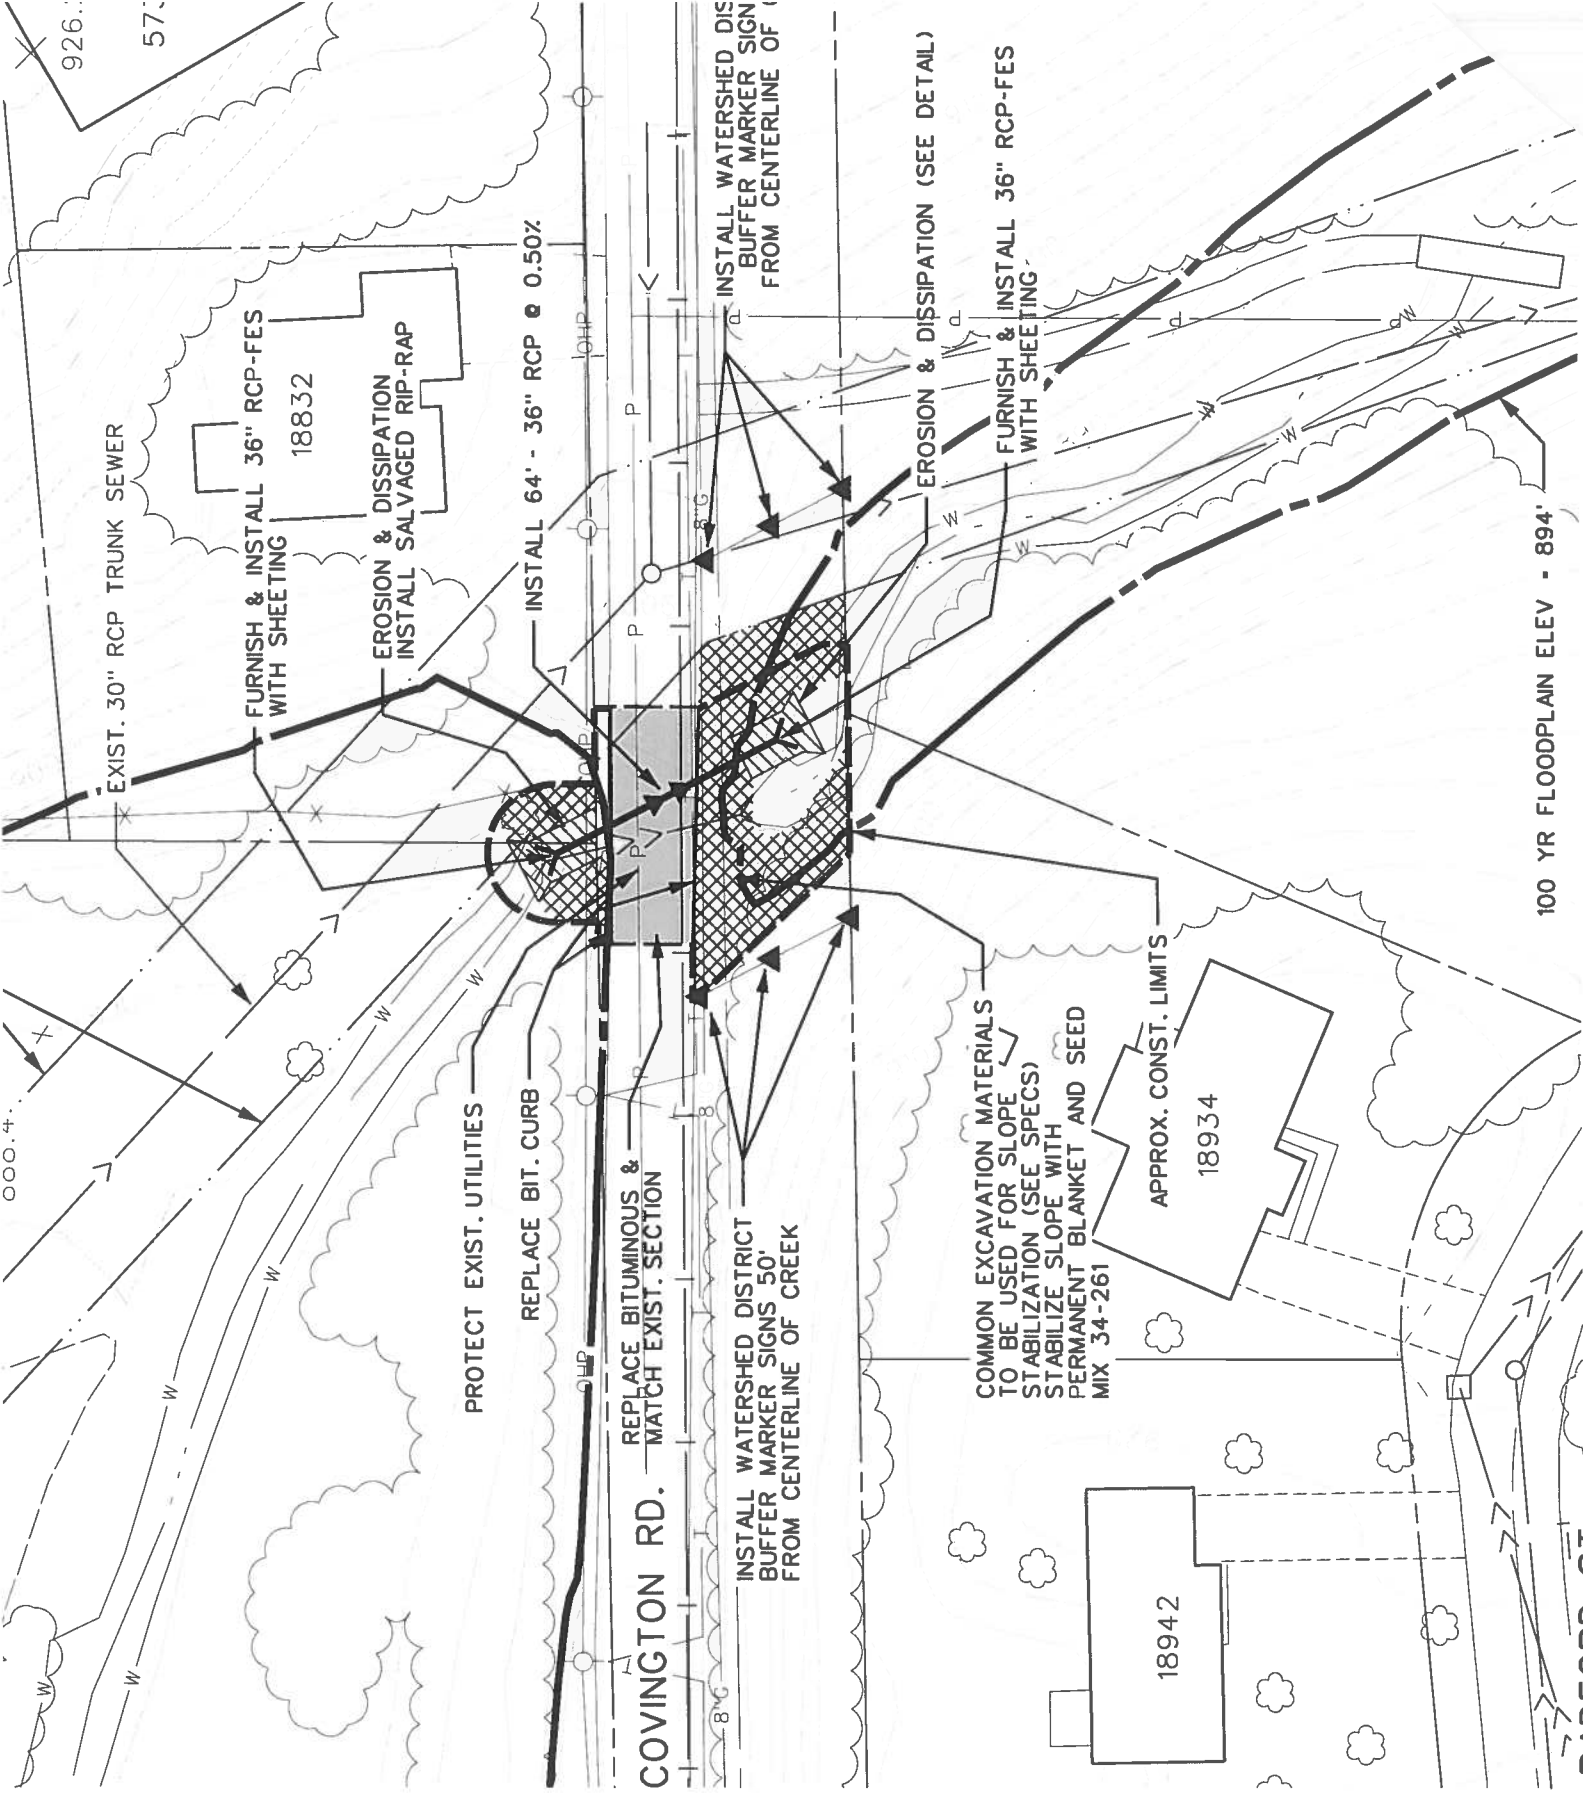 926.
573
EXIST. 30" RCP TRUNK SEWER
FURNISH & INSTALL 36" RCP-FES
WITH SHEETING
18832
EROSION & DISSIPATION
INSTALL SALVAGED RIP-RAP
INSTALL 64' - 36" RCP @ 0.50%
INSTALL WATERSHED DIS
BUFFER MARKER SIGN
FROM CENTERLINE OF
EROSION & DISSIPATION (SEE DETAIL)
FURNISH & INSTALL 36" RCP-FES
WITH SHEETING
100 YR FLOODPLAIN ELEV - 894'
PROTECT EXIST. UTILITIES
REPLACE BIT. CURB
REPLACE BITUMINOUS &
MATCH EXIST. SECTION
COVINGTON RD.
INSTALL WATERSHED DISTRICT
BUFFER MARKER SIGNS 50'
FROM CENTERLINE OF CREEK
COMMON EXCAVATION MATERIALS
TO BE USED FOR SLOPE
STABILIZATION (SEE SPECS)
STABILIZE SLOPE WITH
PERMANENT BLANKET AND SEED
MIX 34-261
APPROX. CONST. LIMITS
18934
18942
OHP
OHP
OHP
8"G
8"G
P
P
P
P
W
W
W
W
W
W
W
W
W
W
W